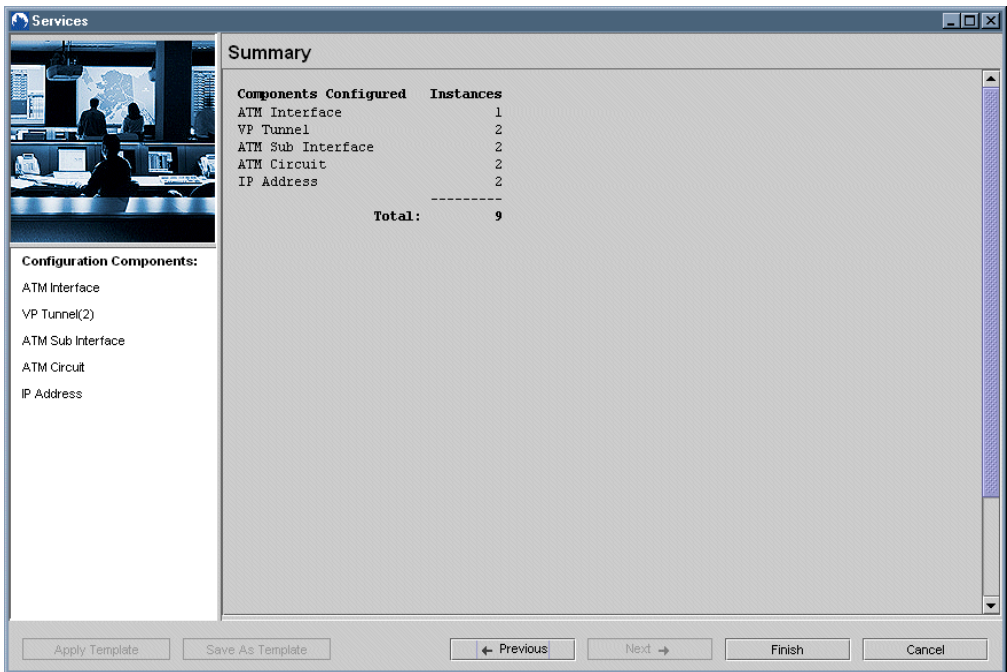 Services
Summary
Components Configured Instances
ATM Interface 1
VP Tunnel 2
ATM Sub Interface 2
ATM Circuit 2
IP Address 2
---------
Total: 9
Configuration Components:
ATM Interface
VP Tunnel(2)
ATM Sub Interface
ATM Circuit
IP Address
Apply Template
Save As Template
← Previous
Next →
Finish
Cancel